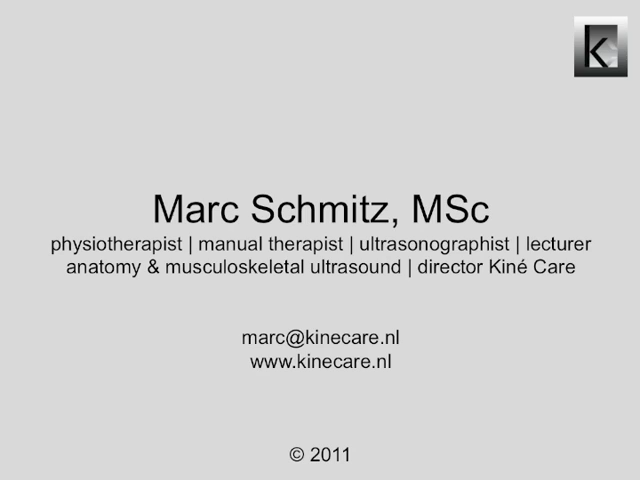 K
Marc Schmitz, MSc
physiotherapist | manual therapist | ultrasonographist | lecturer
anatomy & musculoskeletal ultrasound | director Kiné Care
marc@kinecare.nl
www.kinecare.nl
© 2011